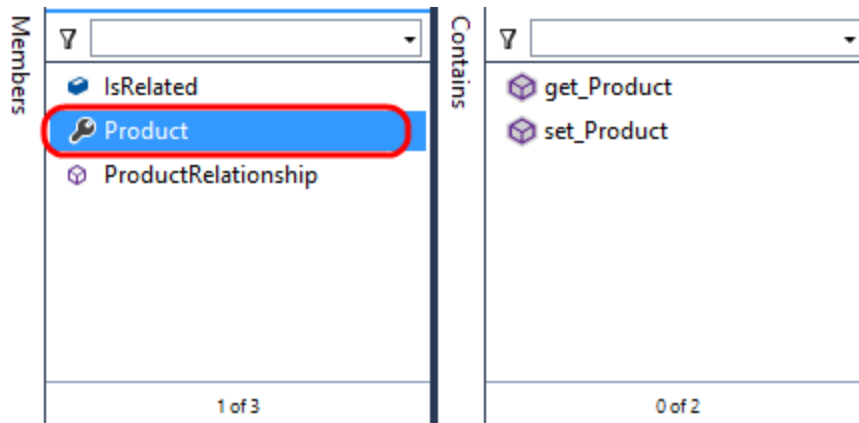 Members
IsRelated
Product
ProductRelationship
1 of 3
Contains
get_Product
set_Product
0 of 2